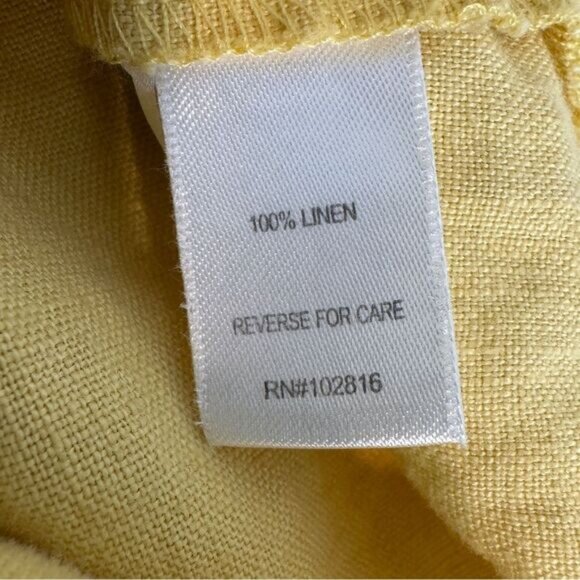 100% LINEN
REVERSE FOR CARE
RN#102816